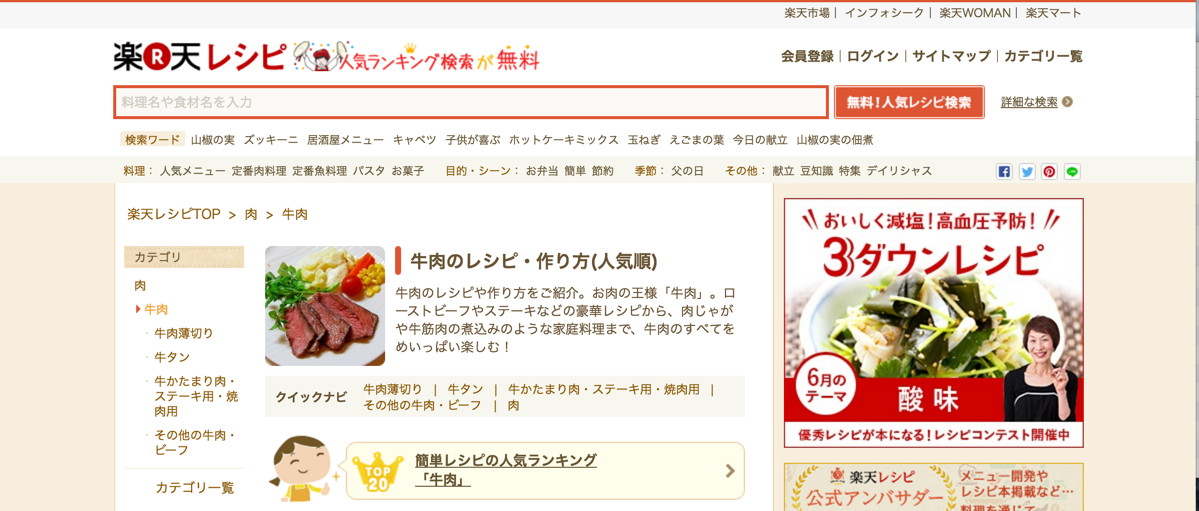 楽天市場 | インフォシーク | 楽天WOMAN | 楽天マート
楽天レシピ 人気ランキング検索が無料
会員登録 | ログイン | サイトマップ | カテゴリ一覧
料理名や食材名を入力
無料！人気レシピ検索
詳細な検索
検索ワード 山椒の実 ズッキーニ 居酒屋メニュー キャベツ 子供が喜ぶ ホットケーキミックス 玉ねぎ えごまの葉 今日の献立 山椒の実の佃煮
料理： 人気メニュー 定番肉料理 定番魚料理 パスタ お菓子 目的・シーン： お弁当 簡単 節約 季節： 父の日 その他： 献立 豆知識 特集 デイリシャス
楽天レシピTOP > 肉 > 牛肉
カテゴリ
肉
牛肉
牛肉薄切り
牛タン
牛かたまり肉・
ステーキ用・焼
肉用
その他の牛肉・
ビーフ
カテゴリ一覧
牛肉のレシピ・作り方(人気順)
牛肉のレシピや作り方をご紹介。お肉の王様「牛肉」。ロ
ーストビーフやステーキなどの豪華レシピから、肉じゃが
や牛筋肉の煮込みのような家庭料理まで、牛肉のすべてを
めいっぱい楽しむ！
クイックナビ
牛肉薄切り | 牛タン | 牛かたまり肉・ステーキ用・焼肉用 |
その他の牛肉・ビーフ | 肉
TOP
20
簡単レシピの人気ランキング
「牛肉」
おいしく減塩！高血圧予防！
3ダウンレシピ
6月の
テーマ
酸味
優秀レシピが本になる！レシピコンテスト開催中
楽天レシピ
公式アンバサダー
メニュー開発や
レシピ本掲載など…
料理を通じて